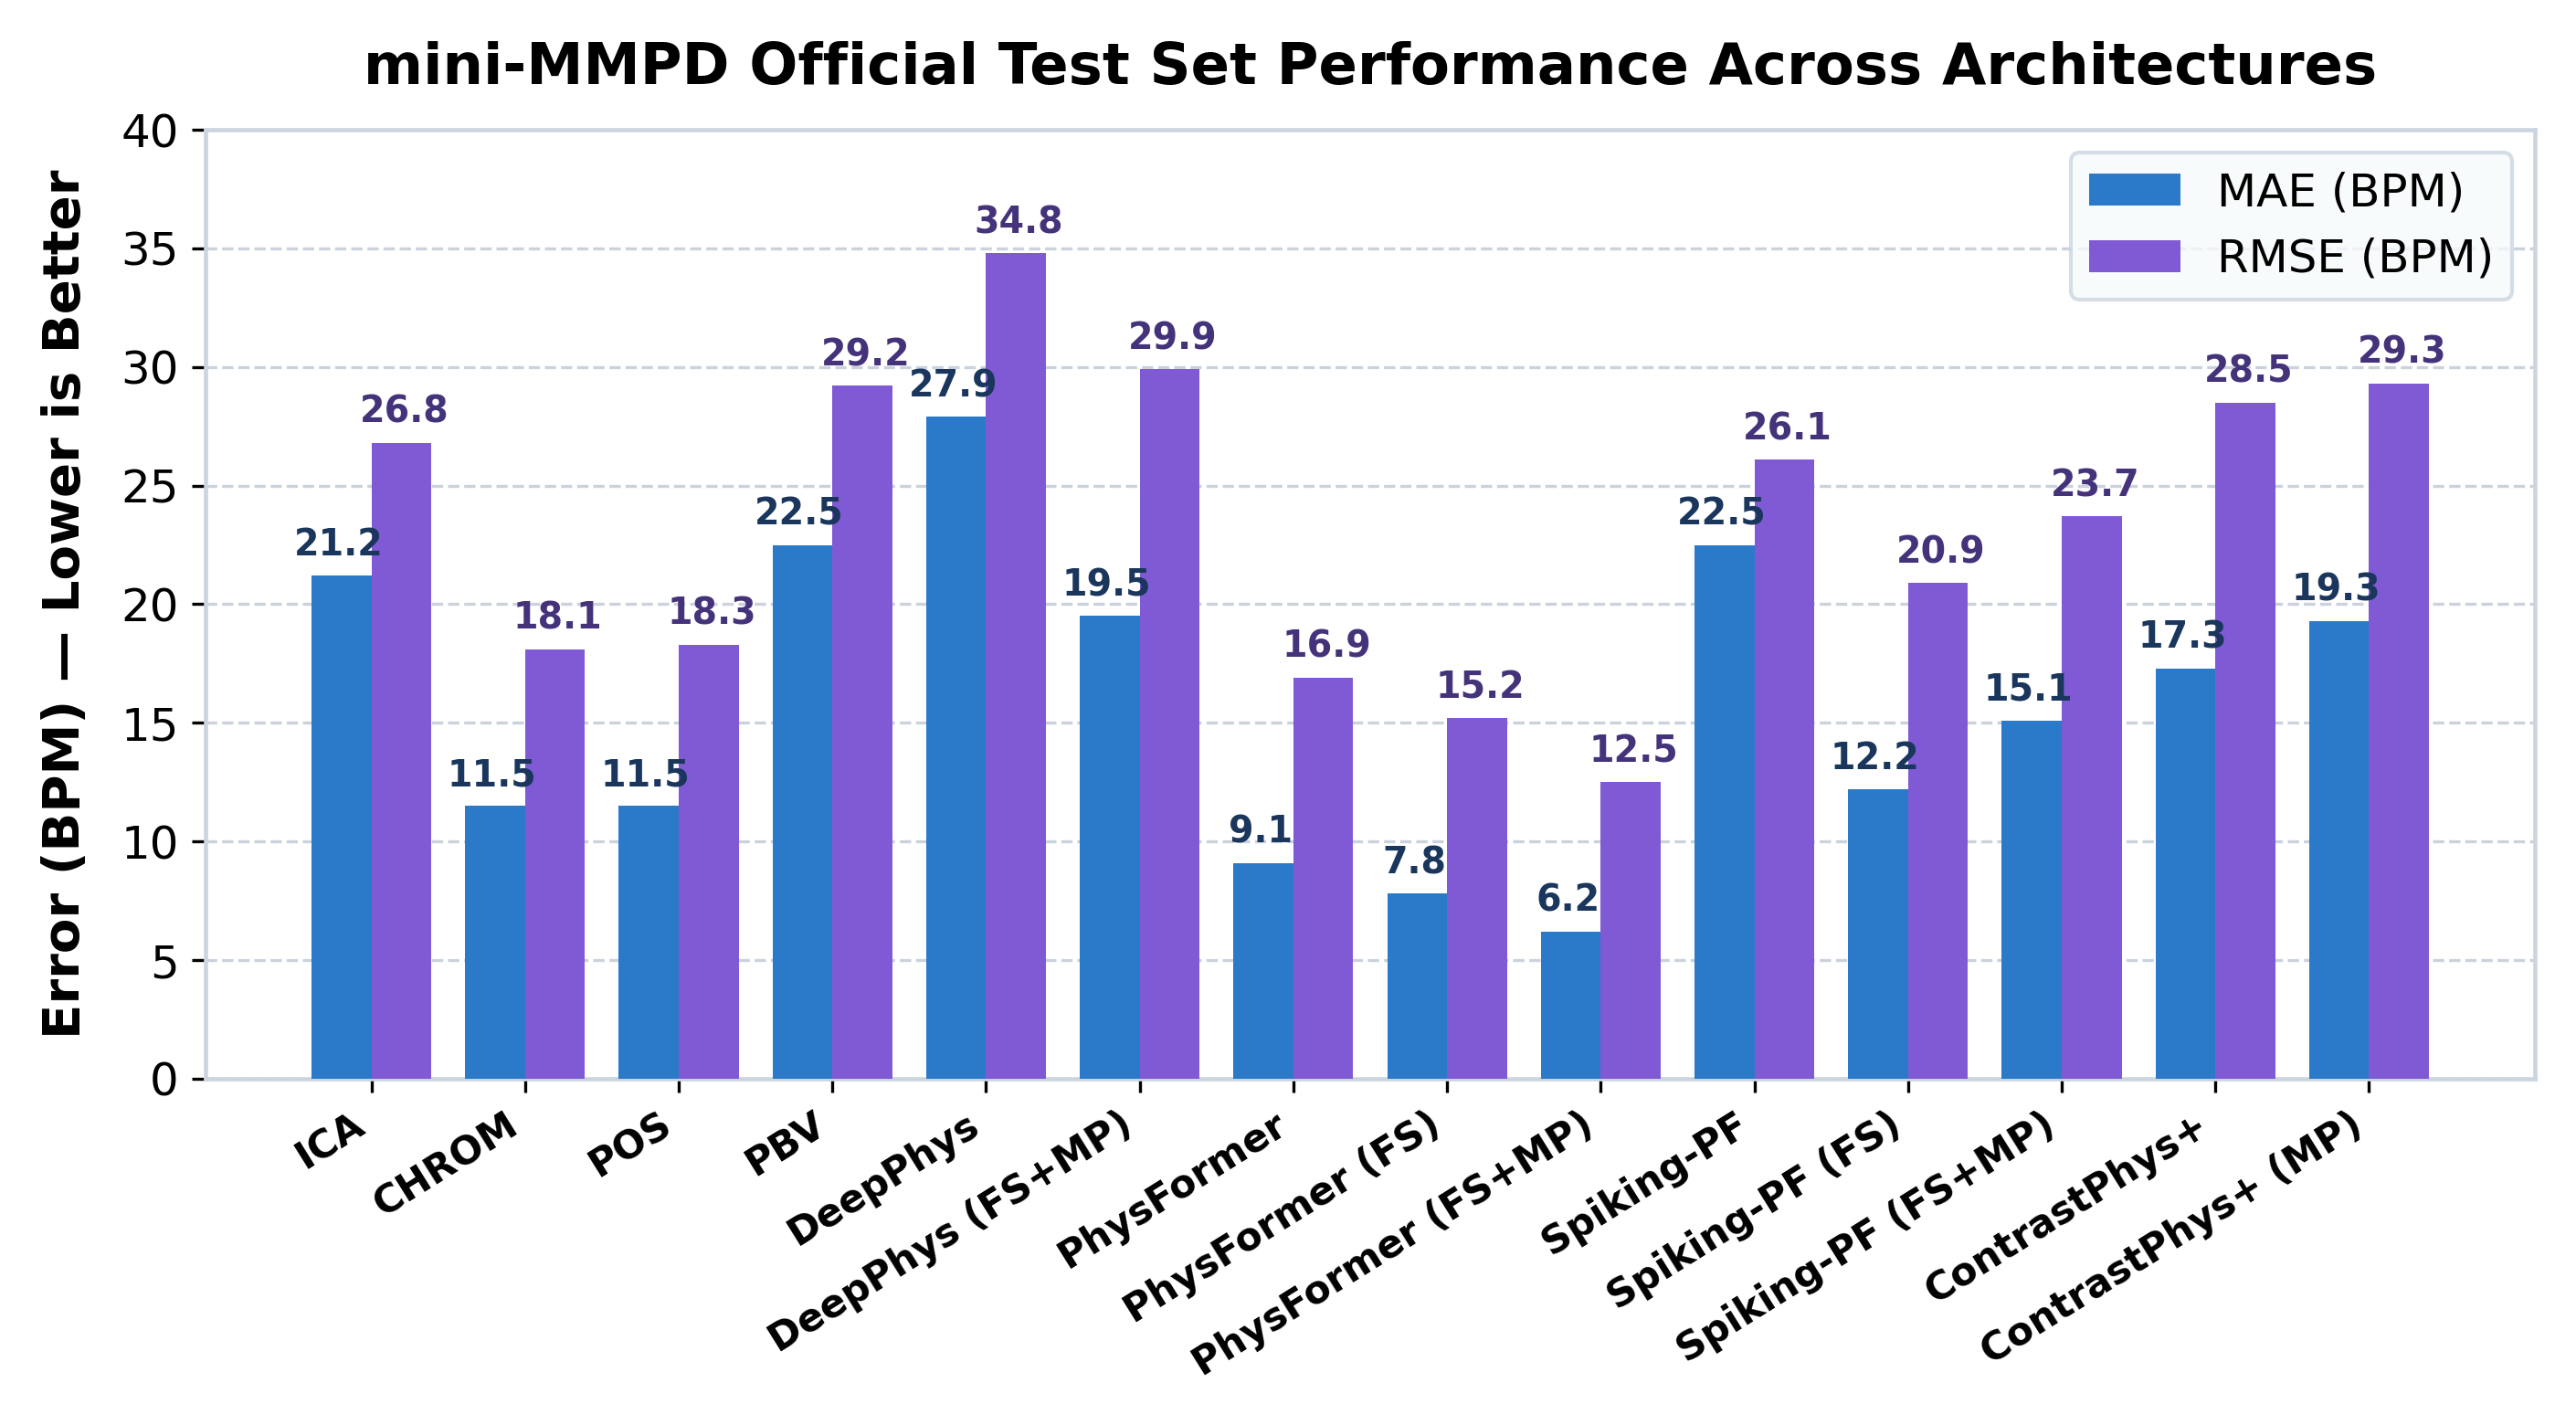 mini-MMPD Official Test Set Performance Across Architectures
Error (BPM) — Lower is Better
40
35
30
25
20
15
10
5
0
MAE (BPM)
RMSE (BPM)
21.2
26.8
11.5
18.1
11.5
18.3
22.5
29.2
27.9
34.8
19.5
29.9
9.1
16.9
7.8
15.2
6.2
12.5
22.5
26.1
12.2
20.9
15.1
23.7
17.3
28.5
19.3
29.3
ICA
CHROM
POS
PBV
DeepPhys
DeepPhys (FS+MP)
PhysFormer
PhysFormer (FS)
PhysFormer (FS+MP)
Spiking-PF
Spiking-PF (FS)
Spiking-PF (FS+MP)
ContrastPhys+
ContrastPhys+ (MP)